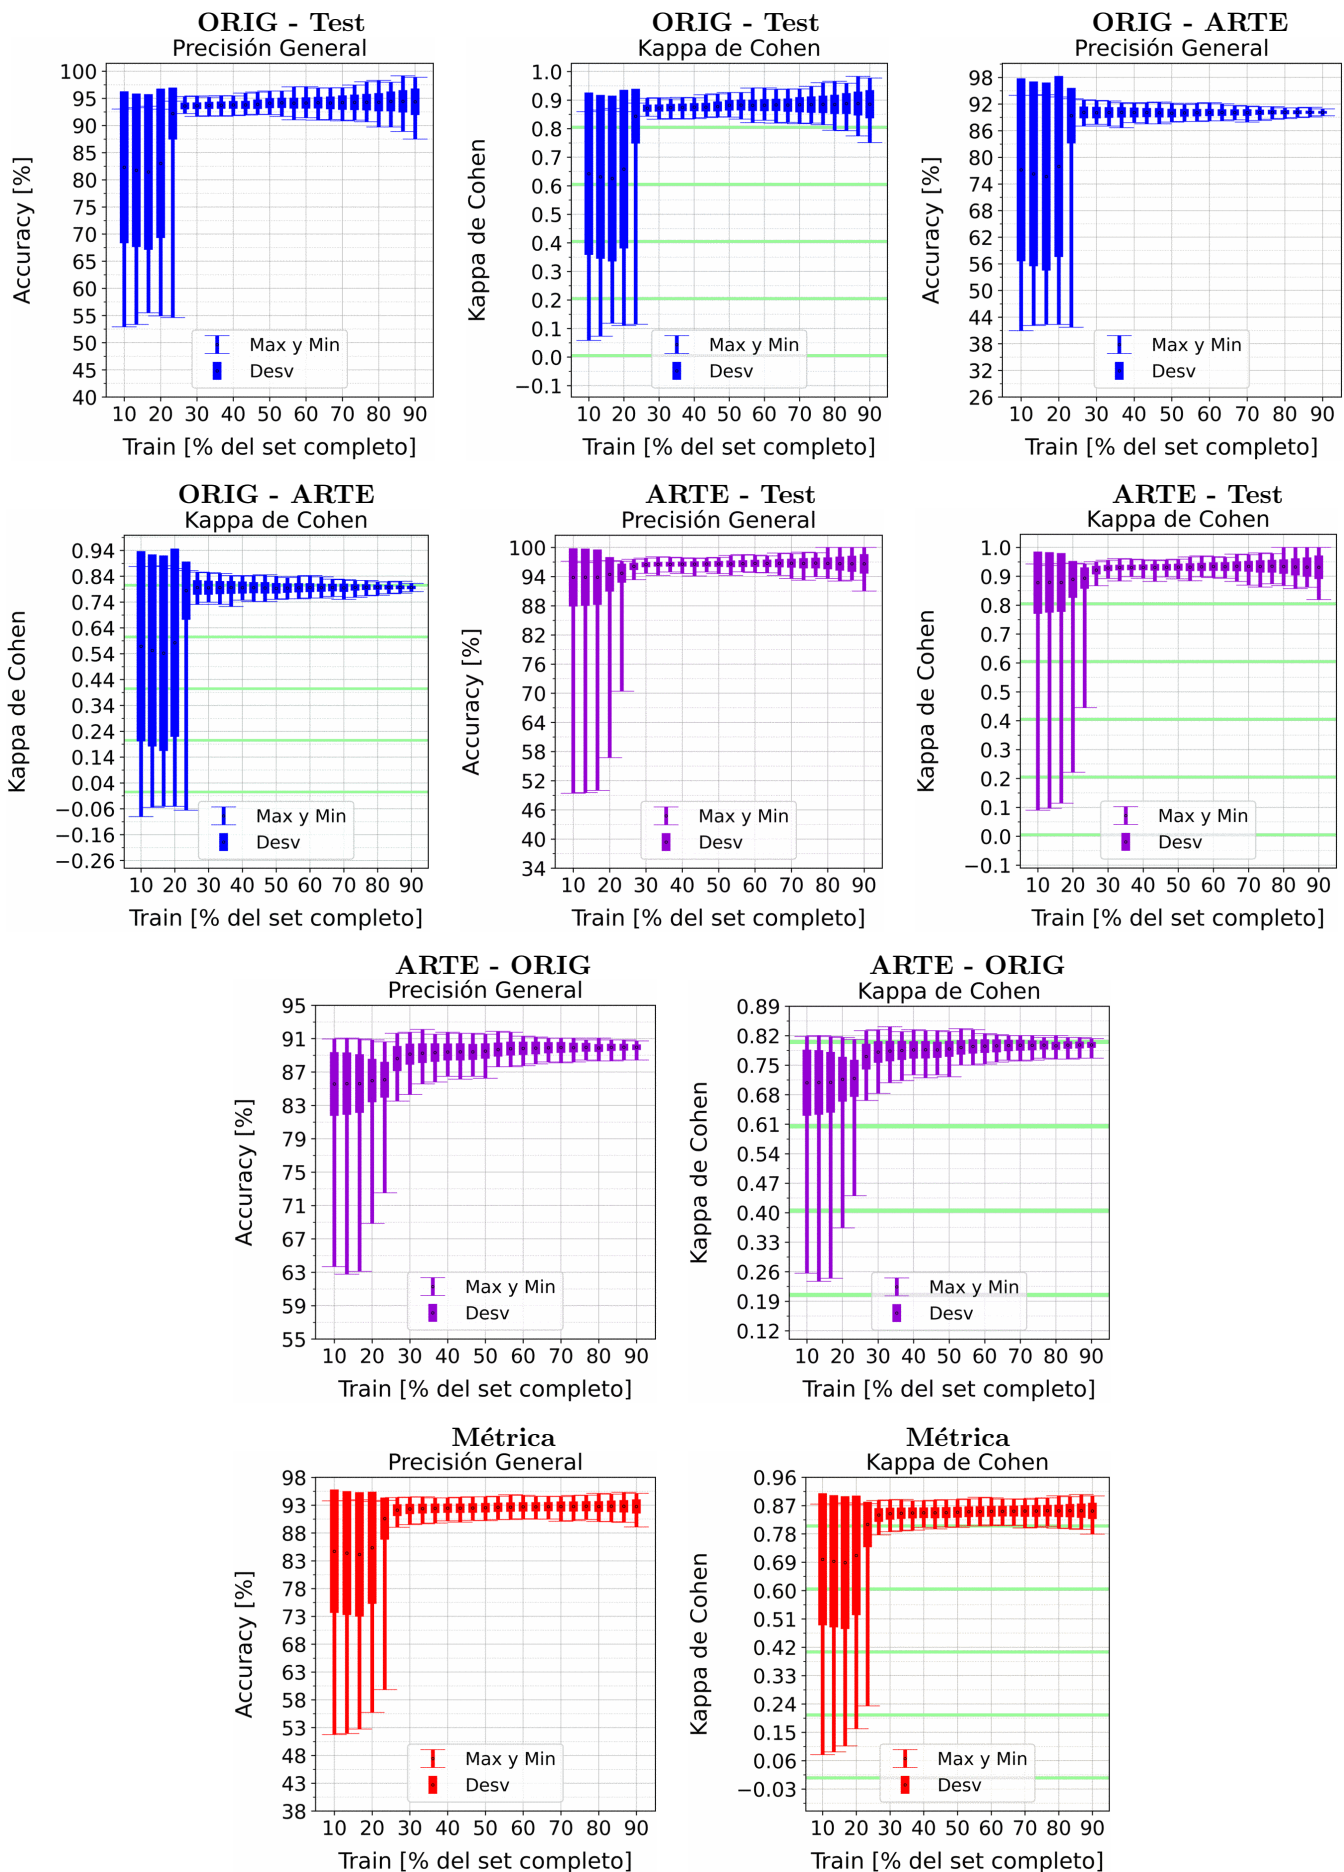 ORIG - Test
Precisión General
Accuracy [%]
100
95
90
85
80
75
70
65
60
55
50
45
40
Max y Min
Desv
10 20 30 40 50 60 70 80 90
Train [% del set completo]
ORIG - Test
Kappa de Cohen
Kappa de Cohen
1.0
0.9
0.8
0.7
0.6
0.5
0.4
0.3
0.2
0.1
0.0
−0.1
Max y Min
Desv
10 20 30 40 50 60 70 80 90
Train [% del set completo]
ORIG - ARTE
Precisión General
Accuracy [%]
98
92
86
80
74
68
62
56
50
44
38
32
26
Max y Min
Desv
10 20 30 40 50 60 70 80 90
Train [% del set completo]
ORIG - ARTE
Kappa de Cohen
Kappa de Cohen
0.94
0.84
0.74
0.64
0.54
0.44
0.34
0.24
0.14
0.04
−0.06
−0.16
−0.26
Max y Min
Desv
10 20 30 40 50 60 70 80 90
Train [% del set completo]
ARTE - Test
Precisión General
Accuracy [%]
100
94
88
82
76
70
64
58
52
46
40
34
Max y Min
Desv
10 20 30 40 50 60 70 80 90
Train [% del set completo]
ARTE - Test
Kappa de Cohen
Kappa de Cohen
1.0
0.9
0.8
0.7
0.6
0.5
0.4
0.3
0.2
0.1
0.0
−0.1
Max y Min
Desv
10 20 30 40 50 60 70 80 90
Train [% del set completo]
ARTE - ORIG
Precisión General
Accuracy [%]
95
91
87
83
79
75
71
67
63
59
55
Max y Min
Desv
10 20 30 40 50 60 70 80 90
Train [% del set completo]
ARTE - ORIG
Kappa de Cohen
Kappa de Cohen
0.89
0.82
0.75
0.68
0.61
0.54
0.47
0.40
0.33
0.26
0.19
0.12
Max y Min
Desv
10 20 30 40 50 60 70 80 90
Train [% del set completo]
Métrica
Precisión General
Accuracy [%]
98
93
88
83
78
73
68
63
58
53
48
43
38
Max y Min
Desv
10 20 30 40 50 60 70 80 90
Train [% del set completo]
Métrica
Kappa de Cohen
Kappa de Cohen
0.96
0.87
0.78
0.69
0.60
0.51
0.42
0.33
0.24
0.15
0.06
−0.03
Max y Min
Desv
10 20 30 40 50 60 70 80 90
Train [% del set completo]